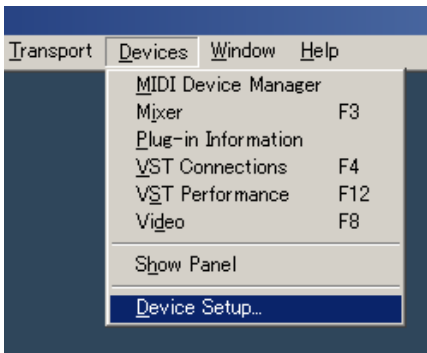 Transport Devices Window Help
MIDI Device Manager
Mixer F3
Plug-in Information
VST Connections F4
VST Performance F12
Video F8
Show Panel
Device Setup...